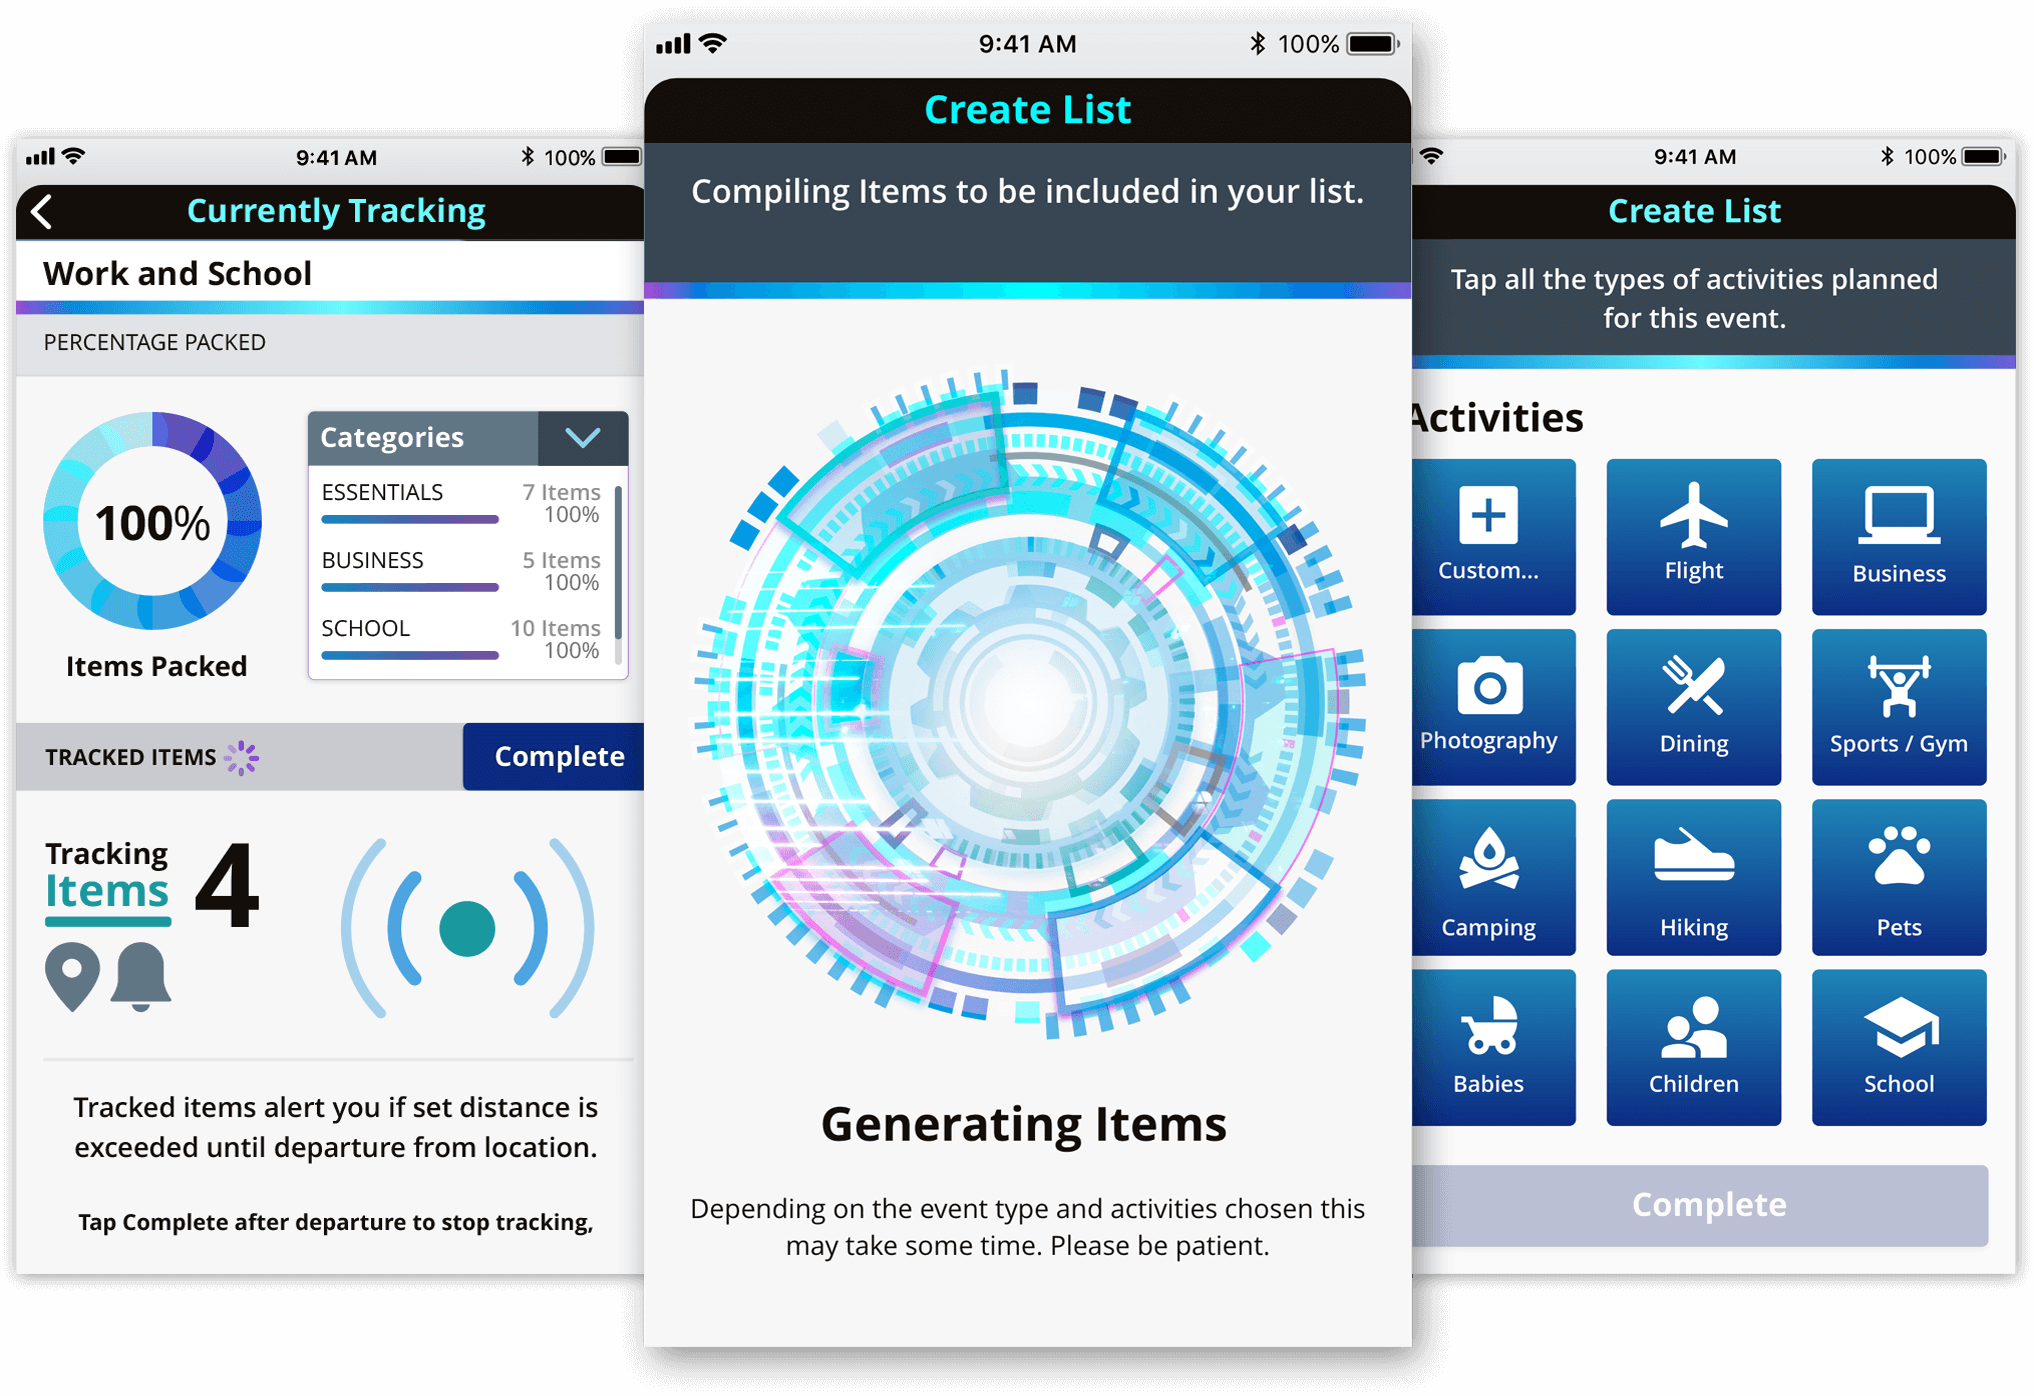 9:41 AM
100%
Currently Tracking
Work and School
PERCENTAGE PACKED
100%
Items Packed
Categories
ESSENTIALS
7 Items
100%
BUSINESS
5 Items
100%
SCHOOL
10 Items
100%
TRACKED ITEMS
Complete
Tracking
Items
4
Tracked items alert you if set distance is
exceeded until departure from location.
Tap Complete after departure to stop tracking,
9:41 AM
100%
Create List
Compiling Items to be included in your list.
Generating Items
Depending on the event type and activities chosen this
may take some time. Please be patient.
9:41 AM
100%
Create List
Tap all the types of activities planned
for this event.
Activities
Custom...
Flight
Business
Photography
Dining
Sports / Gym
Camping
Hiking
Pets
Babies
Children
School
Complete